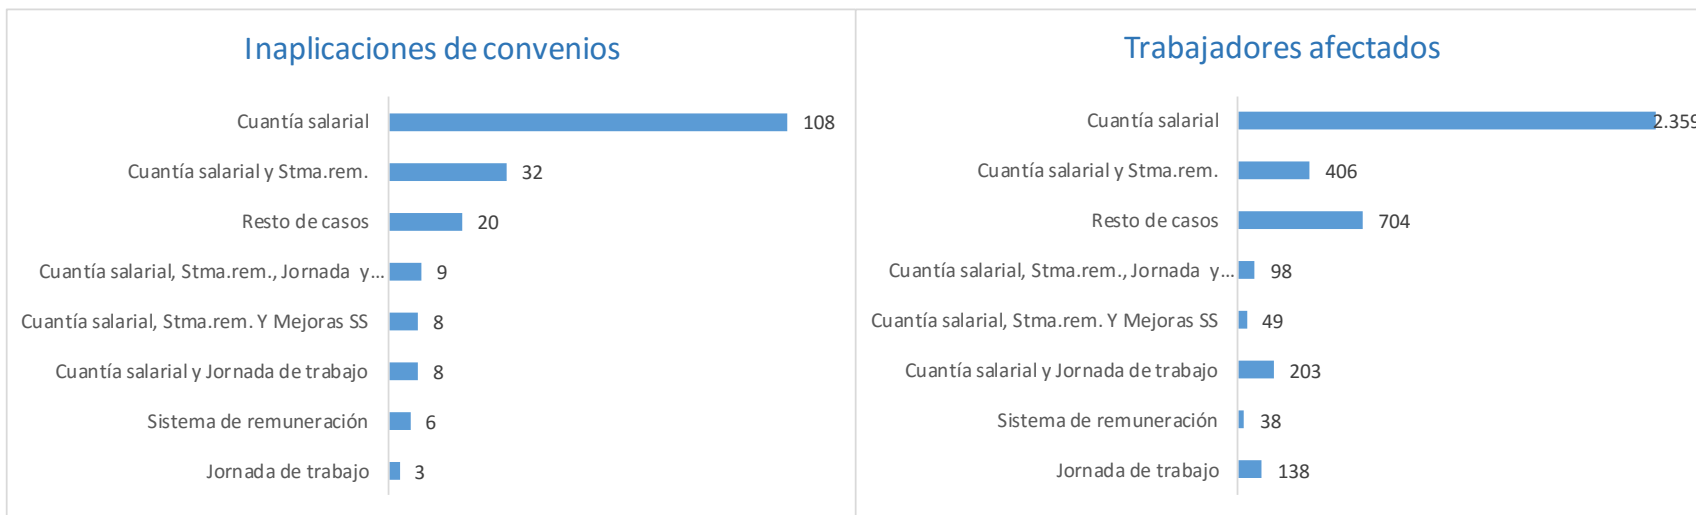 Inaplicaciones de convenios
Cuantía salarial 108
Cuantía salarial y Stma.rem. 32
Resto de casos 20
Cuantía salarial, Stma.rem., Jornada y... 9
Cuantía salarial, Stma.rem. Y Mejoras SS 8
Cuantía salarial y Jornada de trabajo 8
Sistema de remuneración 6
Jornada de trabajo 3
Trabajadores afectados
Cuantía salarial 2.359
Cuantía salarial y Stma.rem. 406
Resto de casos 704
Cuantía salarial, Stma.rem., Jornada y... 98
Cuantía salarial, Stma.rem. Y Mejoras SS 49
Cuantía salarial y Jornada de trabajo 203
Sistema de remuneración 38
Jornada de trabajo 138